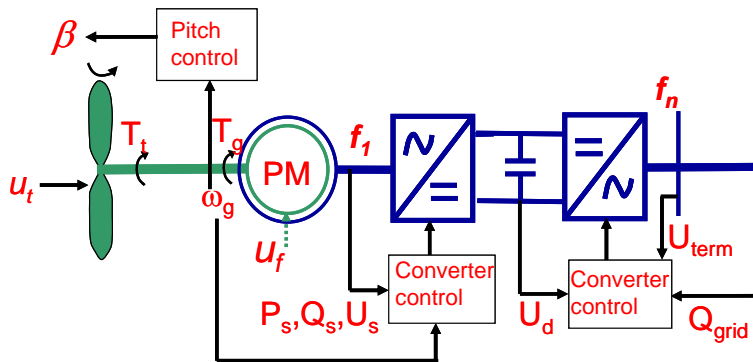 β
Pitch
control
T_t
T_g
f_1
f_n
PM
u_t
ω_g
u_f
U_term
Converter
control
Converter
control
P_s,Q_s,U_s
U_d
Q_grid